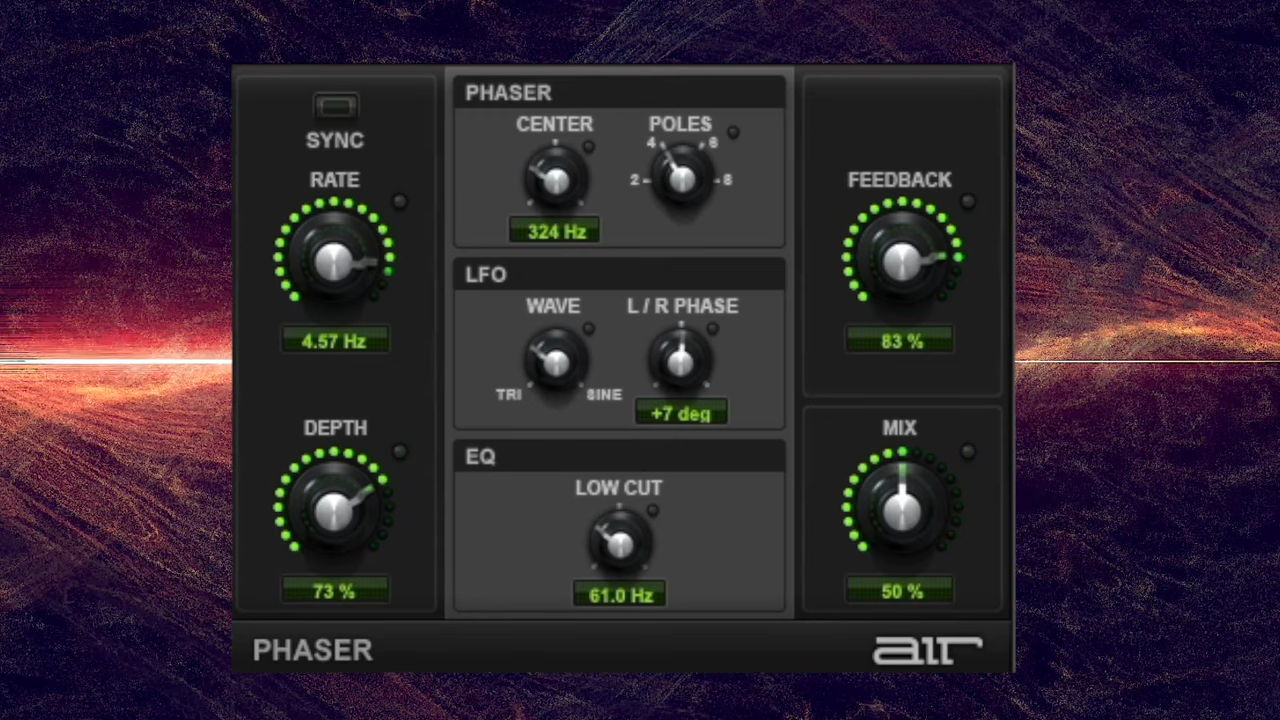 SYNC
RATE
4.57 Hz
DEPTH
73 %
PHASER
CENTER
324 Hz
POLES
4 6
2 8
LFO
WAVE
TRI SINE
L / R PHASE
+7 deg
EQ
LOW CUT
61.0 Hz
FEEDBACK
83 %
MIX
50 %
PHASER
air